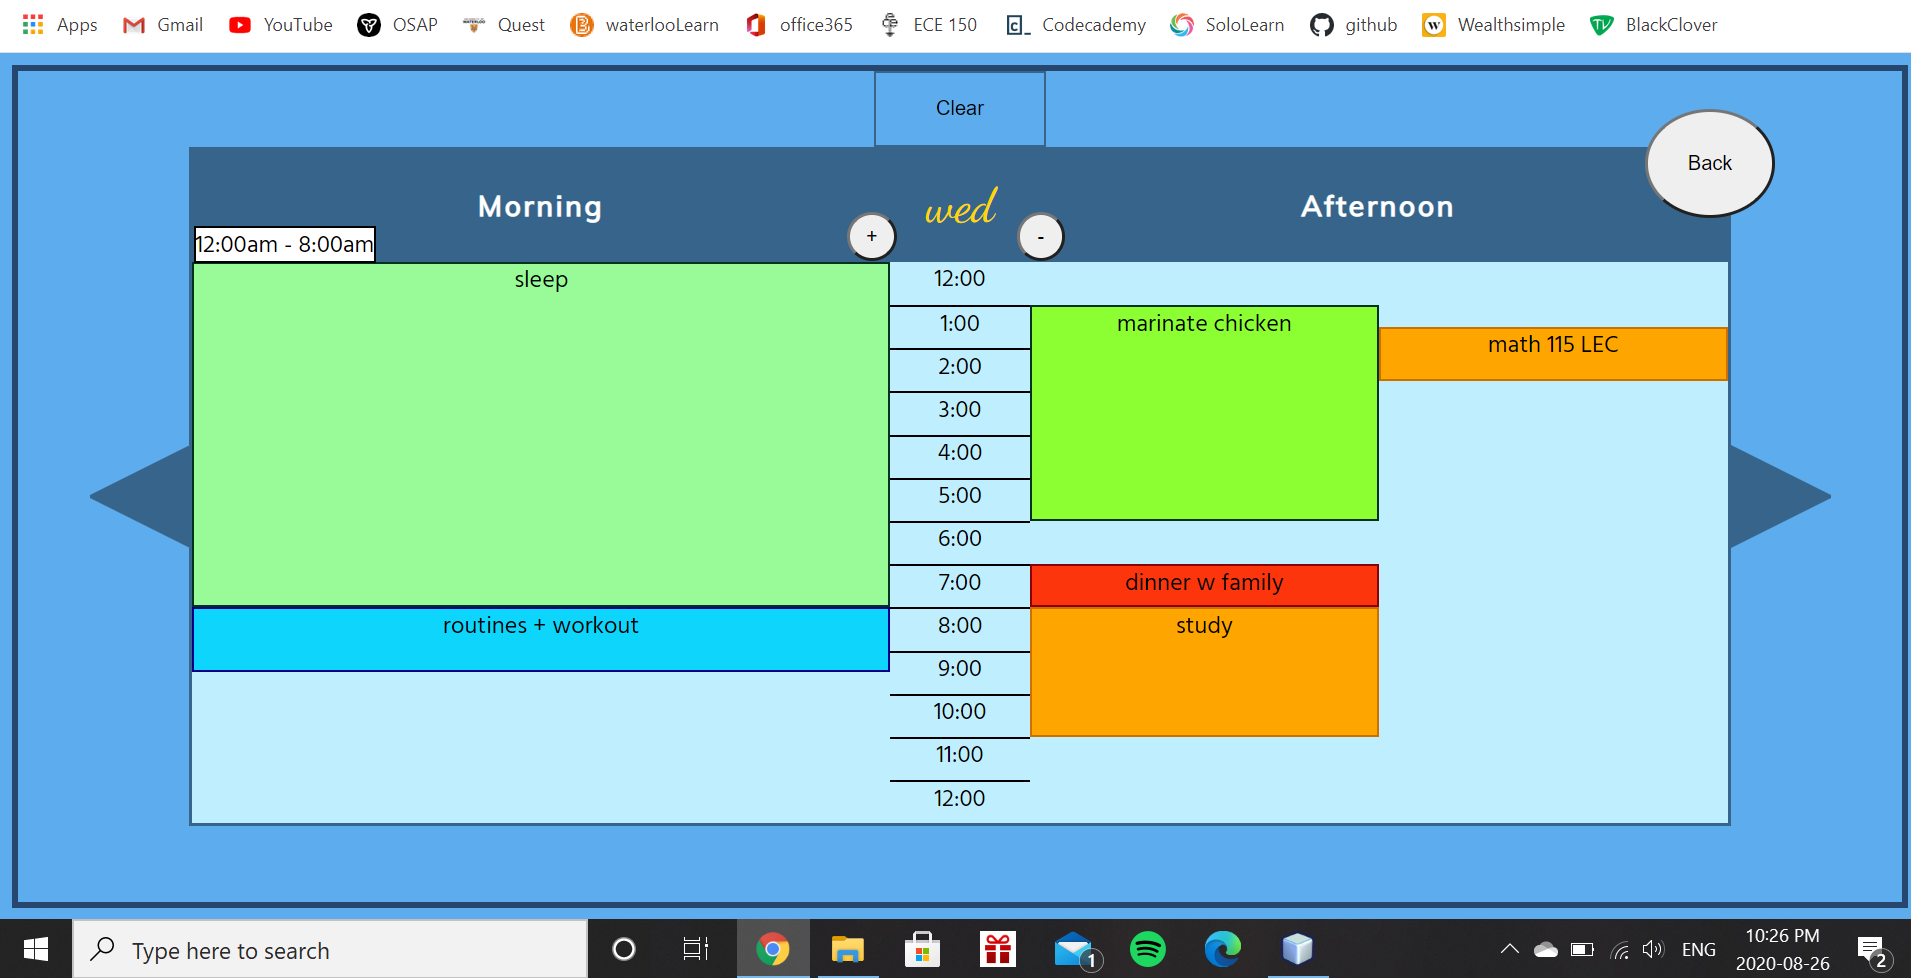 Apps Gmail YouTube OSAP Quest waterlooLearn office365 ECE 150 Codecademy SoloLearn github Wealthsimple BlackClover
Clear
Back
Morning wed Afternoon
+ -
12:00am - 8:00am
sleep
12:00
1:00
marinate chicken
math 115 LEC
2:00
3:00
4:00
5:00
6:00
7:00
dinner w family
routines + workout
8:00
study
9:00
10:00
11:00
12:00
Type here to search
1
ENG
10:26 PM
2020-08-26
2